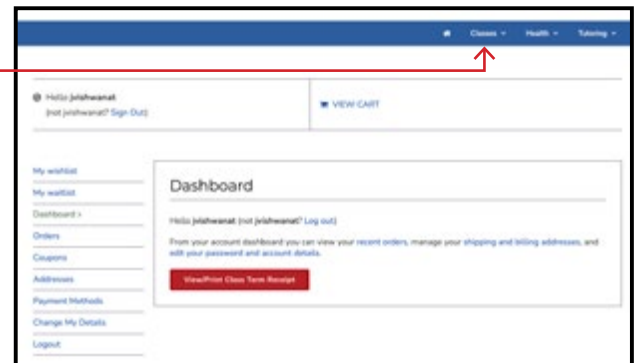 Classes Health Tutoring
Hello jvishwanat
(not jvishwanat? Sign Out)
VIEW CART
My wishlist
My waitlist
Dashboard >
Orders
Coupons
Addresses
Payment Methods
Change My Details
Logout
Dashboard
Hello jvishwanat (not jvishwanat? Log out)
From your account dashboard you can view your recent orders, manage your shipping and billing addresses, and
edit your password and account details.
View/Print Class Term Receipt